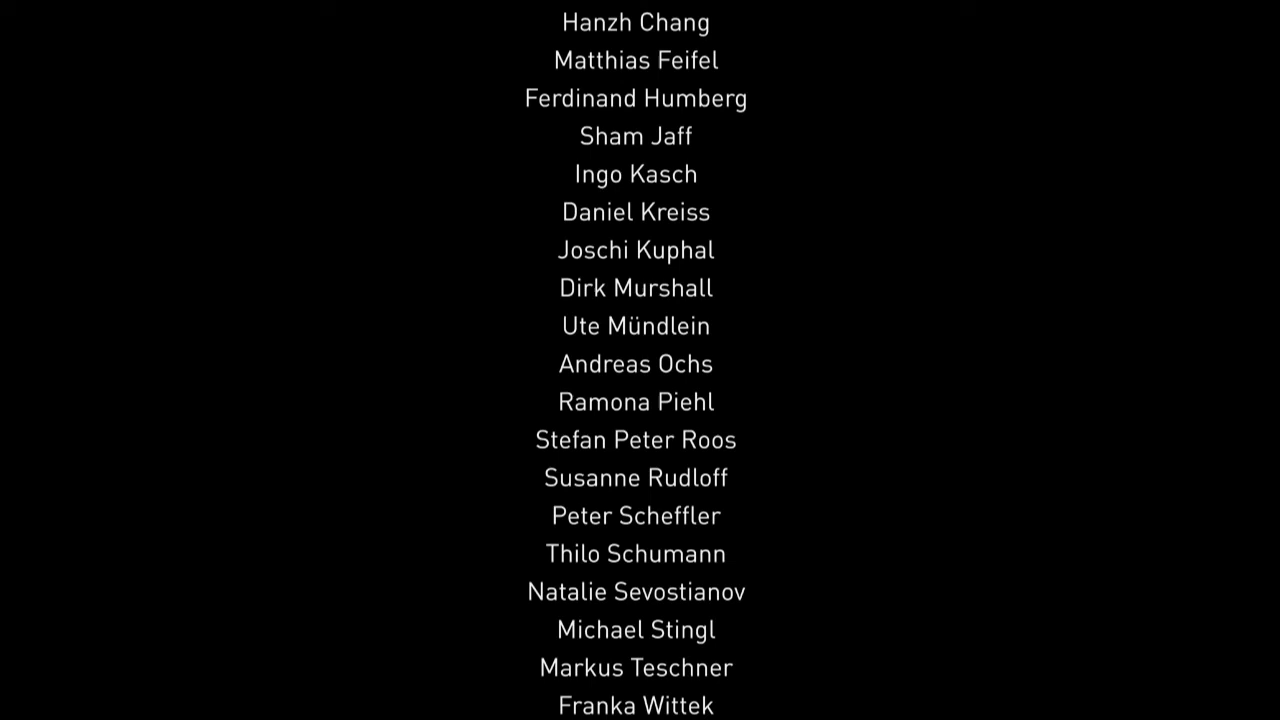 Hanzh Chang
Matthias Feifel
Ferdinand Humberg
Sham Jaff
Ingo Kasch
Daniel Kreiss
Joschi Kuphal
Dirk Murshall
Ute Mündlein
Andreas Ochs
Ramona Piehl
Stefan Peter Roos
Susanne Rudloff
Peter Scheffler
Thilo Schumann
Natalie Sevostianov
Michael Stingl
Markus Teschner
Franka Wittek